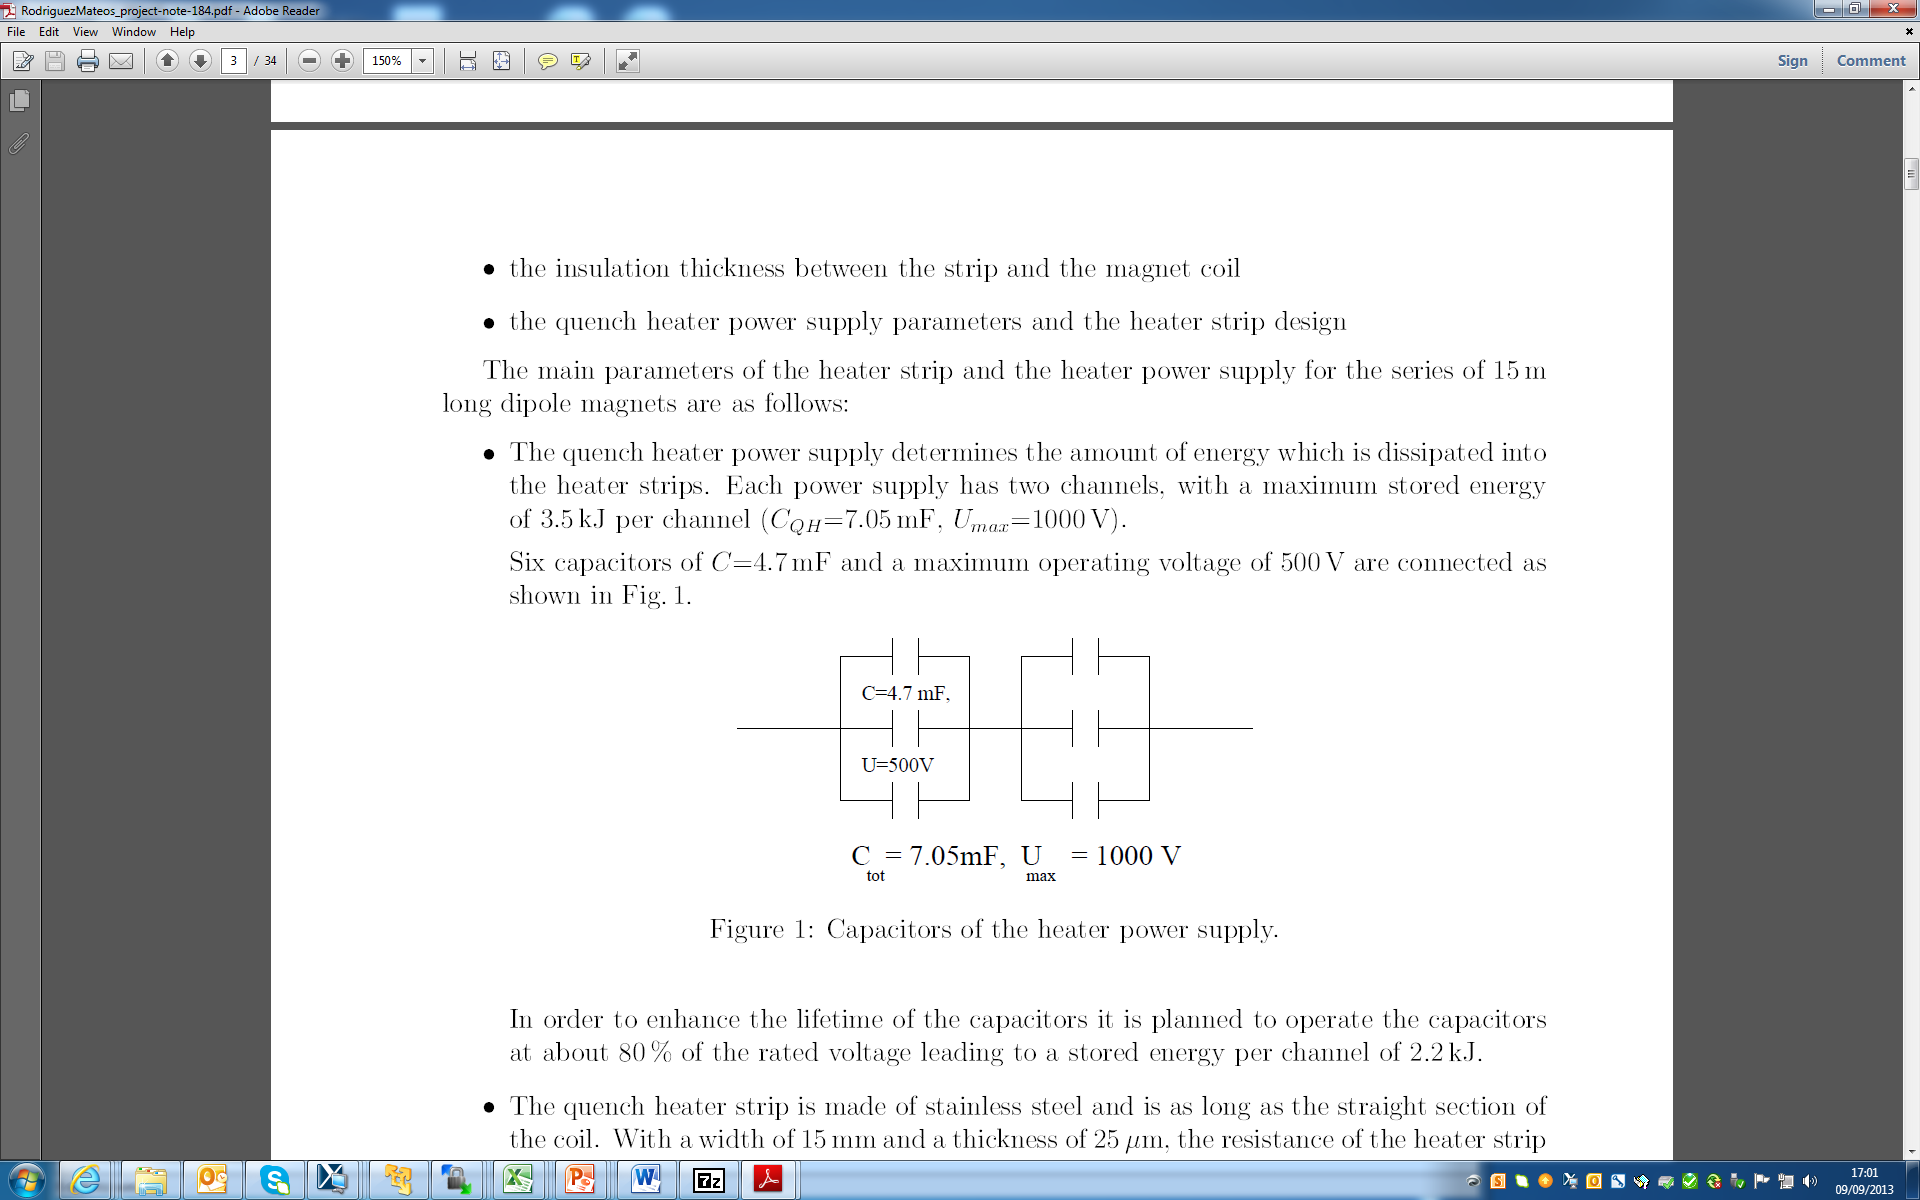 RodriguezMateos_project-note-184.pdf - Adobe Reader
File Edit View Window Help
3 / 34 150% Sign Comment
• the insulation thickness between the strip and the magnet coil
• the quench heater power supply parameters and the heater strip design
The main parameters of the heater strip and the heater power supply for the series of 15 m
long dipole magnets are as follows:
• The quench heater power supply determines the amount of energy which is dissipated into
the heater strips. Each power supply has two channels, with a maximum stored energy
of 3.5 kJ per channel (C_QH=7.05 mF, U_max=1000 V).
Six capacitors of C=4.7 mF and a maximum operating voltage of 500 V are connected as
shown in Fig. 1.
C=4.7 mF,
U=500V
C_tot = 7.05mF, U_max = 1000 V
Figure 1: Capacitors of the heater power supply.
In order to enhance the lifetime of the capacitors it is planned to operate the capacitors
at about 80 % of the rated voltage leading to a stored energy per channel of 2.2 kJ.
• The quench heater strip is made of stainless steel and is as long as the straight section of
the coil. With a width of 15 mm and a thickness of 25 μm, the resistance of the heater strip
17:01
09/09/2013